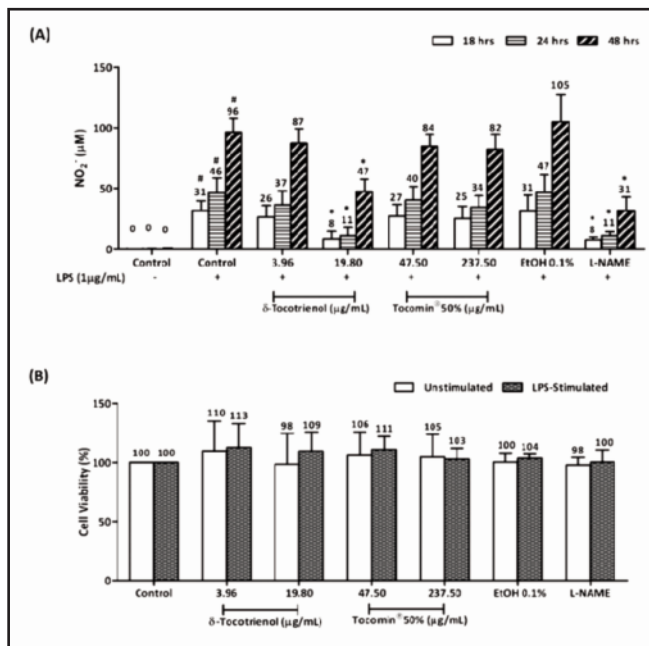 (A)
18 hrs 24 hrs 48 hrs
NO₂⁻ (μM)
150
100
50
0
0 0 0
# 31 # 46 # 96
26 37 87
* 8 * 11 * 47
27 40 84
25 34 82
31 47 105
* 8 * 11 * 31
Control Control 3.96 19.80 47.50 237.50 EtOH 0.1% L-NAME
LPS (1μg/mL) - + + + + + + +
δ-Tocotrienol (μg/mL) Tocomin®50% (μg/mL)
(B)
Unstimulated LPS-Stimulated
Cell Viability (%)
150
100
50
0
100 100
110 113
98 109
106 111
105 103
100 104
98 100
Control 3.96 19.80 47.50 237.50 EtOH 0.1% L-NAME
δ-Tocotrienol (μg/mL) Tocomin®50% (μg/mL)